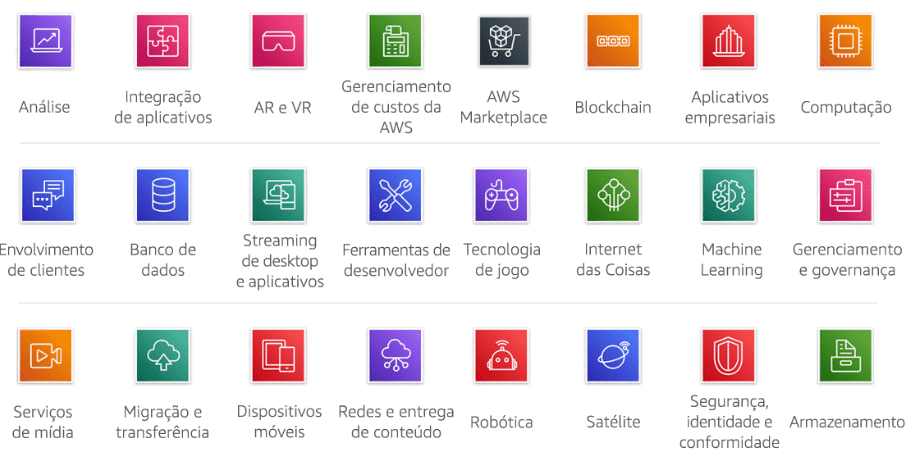 Análise
Integração
de aplicativos
AR e VR
Gerenciamento
de custos da
AWS
AWS
Marketplace
Blockchain
Aplicativos
empresariais
Computação
Envolvimento
de clientes
Banco de
dados
Streaming
de desktop
e aplicativos
Ferramentas de
desenvolvedor
Tecnologia
de jogo
Internet
das Coisas
Machine
Learning
Gerenciamento
e governança
Serviços
de mídia
Migração e
transferência
Dispositivos
móveis
Redes e entrega
de conteúdo
Robótica
Satélite
Segurança,
identidade e
conformidade
Armazenamento